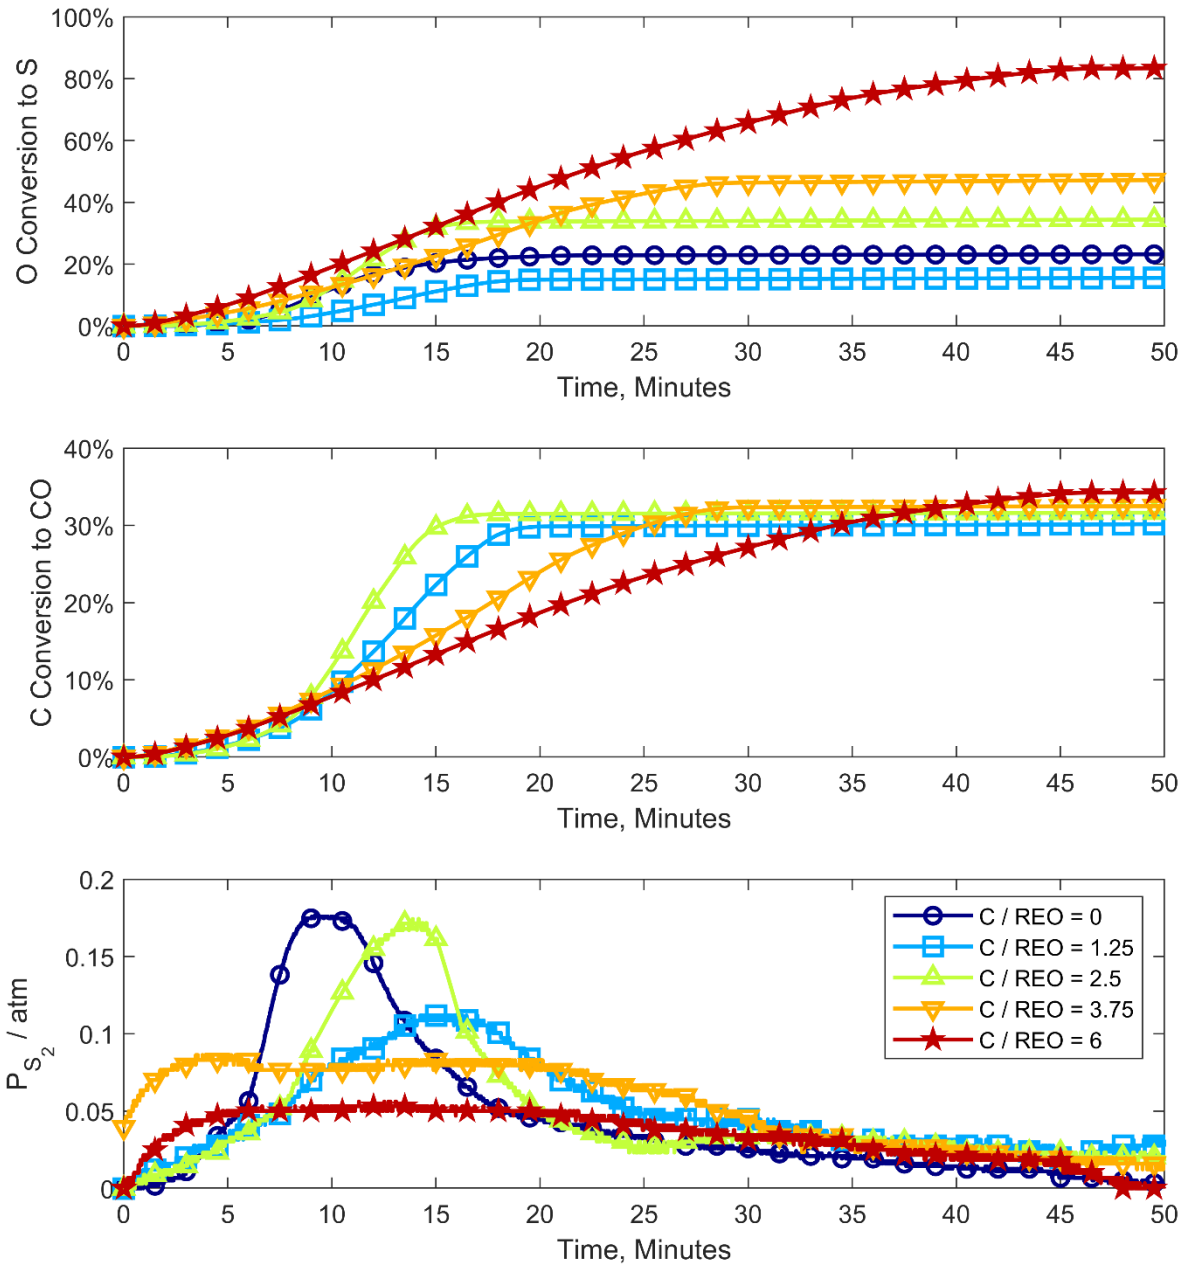 100%
80%
60%
40%
20%
0%
O Conversion to S
0 5 10 15 20 25 30 35 40 45 50
Time, Minutes
40%
30%
20%
10%
0%
C Conversion to CO
0 5 10 15 20 25 30 35 40 45 50
Time, Minutes
0.2
0.15
0.1
0.05
0
P_S_2 / atm
C / REO = 0
C / REO = 1.25
C / REO = 2.5
C / REO = 3.75
C / REO = 6
0 5 10 15 20 25 30 35 40 45 50
Time, Minutes